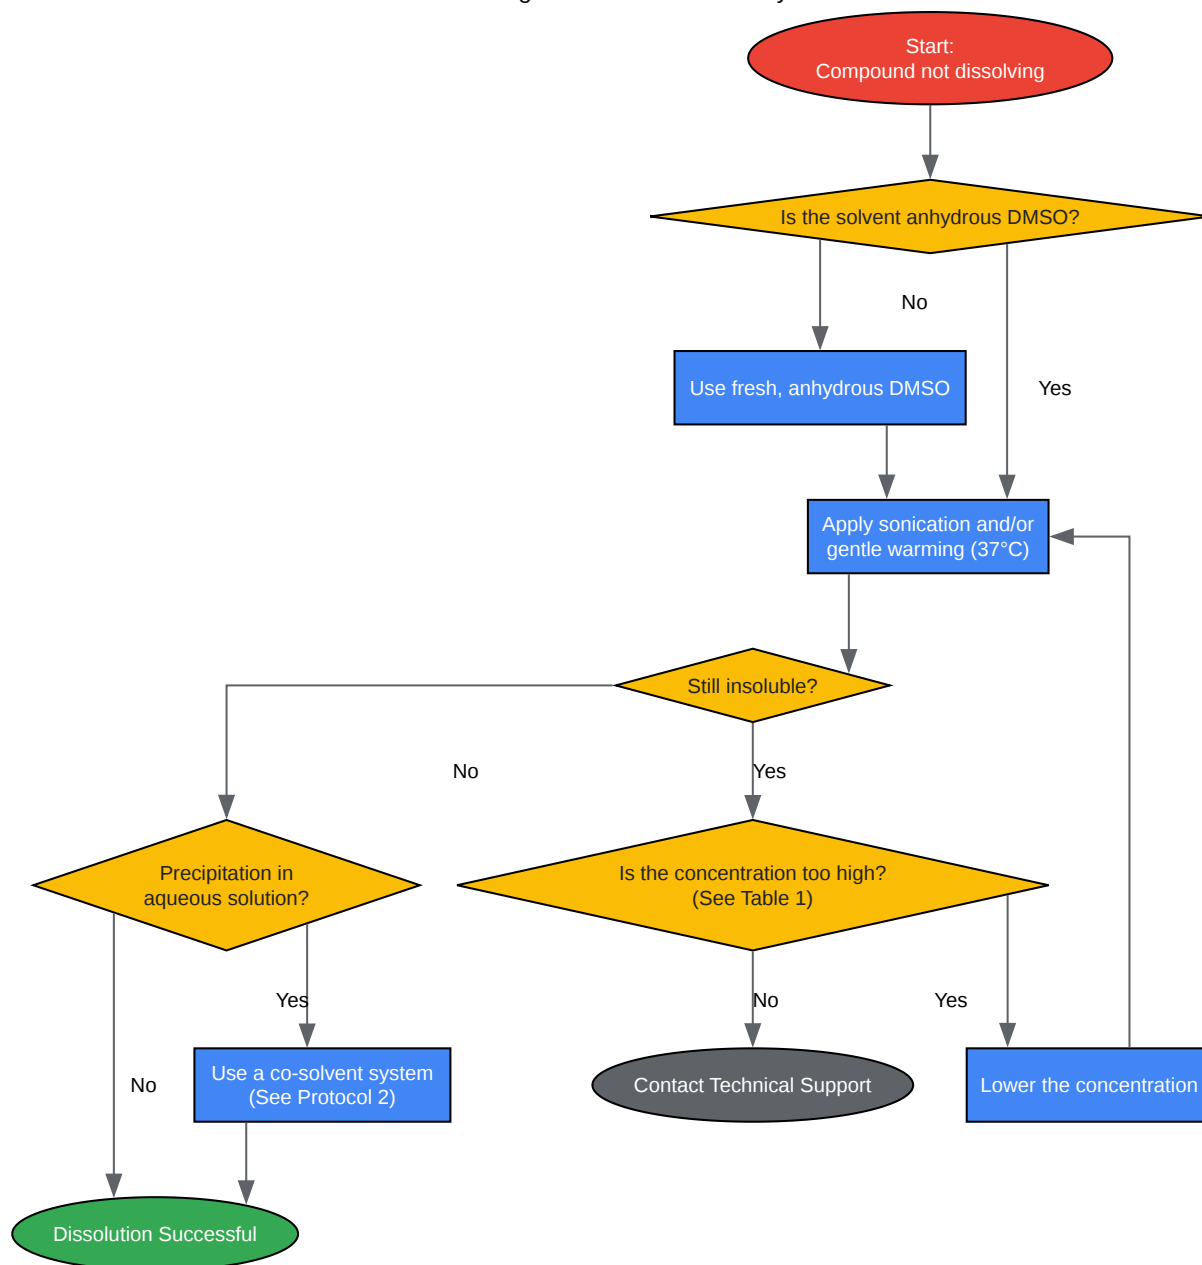 Start:
Compound not dissolving
Is the solvent anhydrous DMSO?
No
Use fresh, anhydrous DMSO
Yes
Apply sonication and/or
gentle warming (37°C)
Still insoluble?
No
Yes
Precipitation in
aqueous solution?
Is the concentration too high?
(See Table 1)
Yes
No
Yes
Use a co-solvent system
(See Protocol 2)
No
Contact Technical Support
Lower the concentration
Dissolution Successful